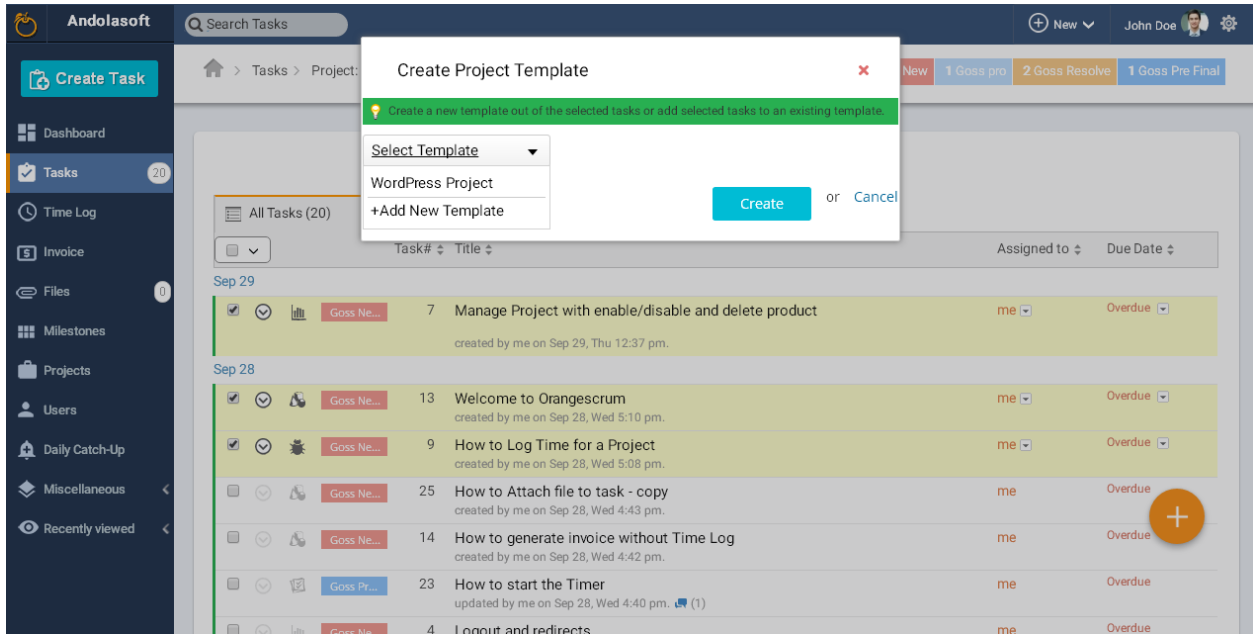 Andolasoft
Search Tasks
New
John Doe
Create Task
Tasks > Project:
New
1 Goss pro
2 Goss Resolve
1 Goss Pre Final
Create Project Template
Create a new template out of the selected tasks or add selected tasks to an existing template.
Select Template
WordPress Project
+Add New Template
Create or Cancel
Dashboard
Tasks 20
Time Log
Invoice
Files 0
Milestones
Projects
Users
Daily Catch-Up
Miscellaneous
Recently viewed
All Tasks (20)
Task# Title Assigned to Due Date
Sep 29
Goss Ne... 7 Manage Project with enable/disable and delete product me Overdue
created by me on Sep 29, Thu 12:37 pm.
Sep 28
Goss Ne... 13 Welcome to Orangescrum me Overdue
created by me on Sep 28, Wed 5:10 pm.
Goss Ne... 9 How to Log Time for a Project me Overdue
created by me on Sep 28, Wed 5:08 pm.
Goss Ne... 25 How to Attach file to task - copy me Overdue
created by me on Sep 28, Wed 4:43 pm.
Goss Ne... 14 How to generate invoice without Time Log me Overdue
created by me on Sep 28, Wed 4:42 pm.
Goss Pr... 23 How to start the Timer me Overdue
updated by me on Sep 28, Wed 4:40 pm. (1)
Goss Ne... 4 Logout and redirects me Overdue